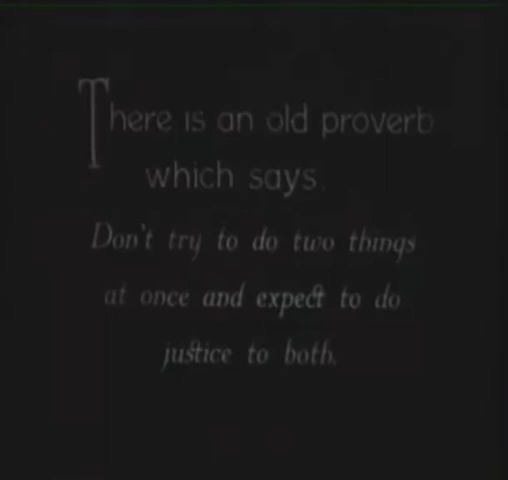 There is an old proverb
which says:
Don't try to do two things
at once and expect to do
justice to both.